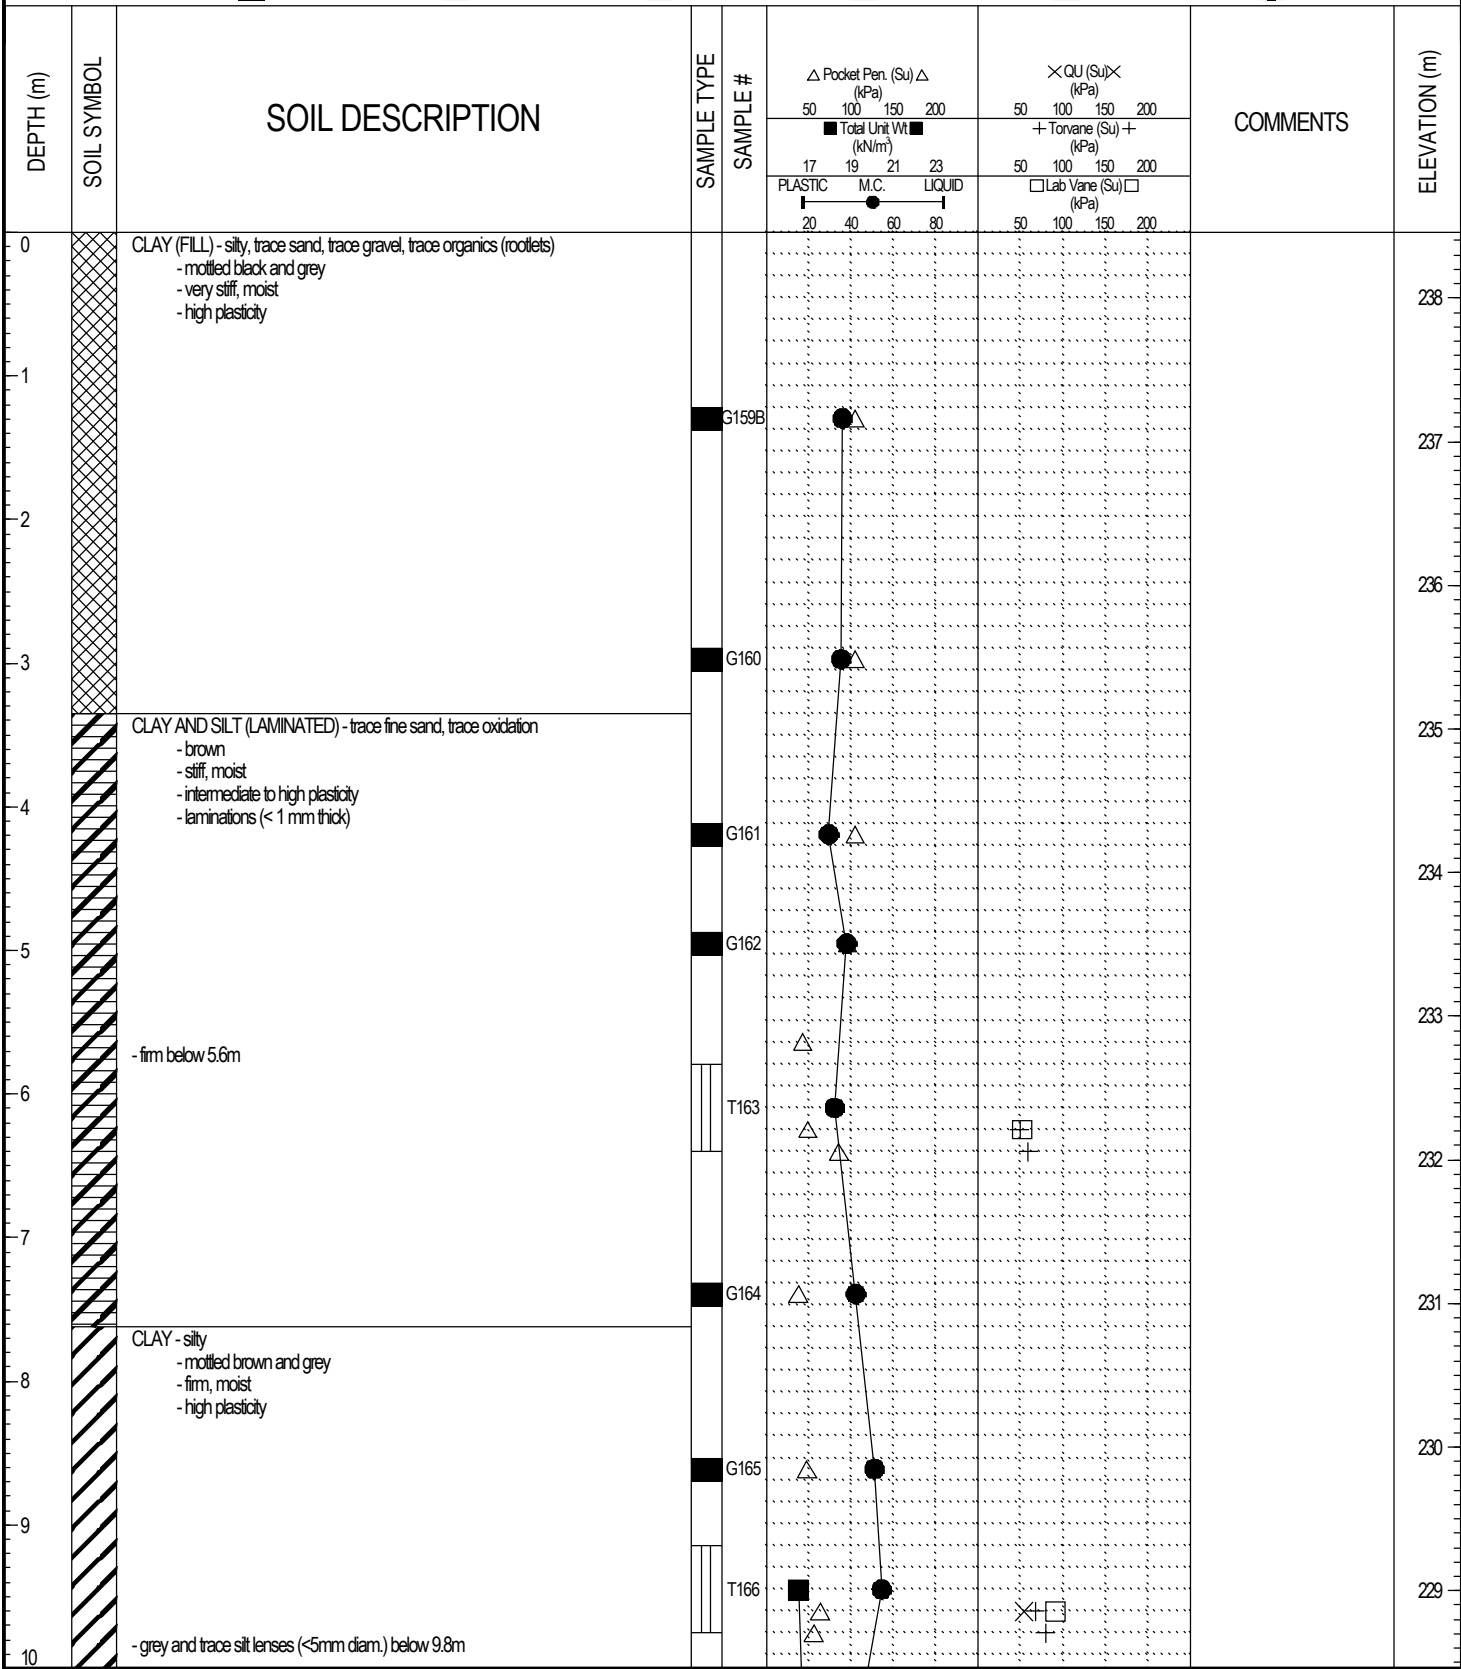 DEPTH (m)
SOIL SYMBOL
SOIL DESCRIPTION
SAMPLE TYPE
SAMPLE #
△ Pocket Pen. (Su) △
(kPa)
50 100 150 200
■ Total Unit Wt ■
(kN/m³)
17 19 21 23
PLASTIC M.C. LIQUID
20 40 60 80
✕ QU (Su) ✕
(kPa)
50 100 150 200
+ Torvane (Su) +
(kPa)
50 100 150 200
□ Lab Vane (Su) □
(kPa)
50 100 150 200
COMMENTS
ELEVATION (m)
0
CLAY (FILL) - silty, trace sand, trace gravel, trace organics (rootlets)
- mottled black and grey
- very stiff, moist
- high plasticity
238
1
G159B
237
2
236
3
G160
CLAY AND SILT (LAMINATED) - trace fine sand, trace oxidation
- brown
- stiff, moist
- intermediate to high plasticity
- laminations (< 1 mm thick)
235
4
G161
234
5
G162
233
- firm below 5.6m
6
T163
232
7
G164
231
CLAY - silty
- mottled brown and grey
- firm, moist
- high plasticity
8
230
G165
9
T166
229
- grey and trace silt lenses (<5mm diam.) below 9.8m
10